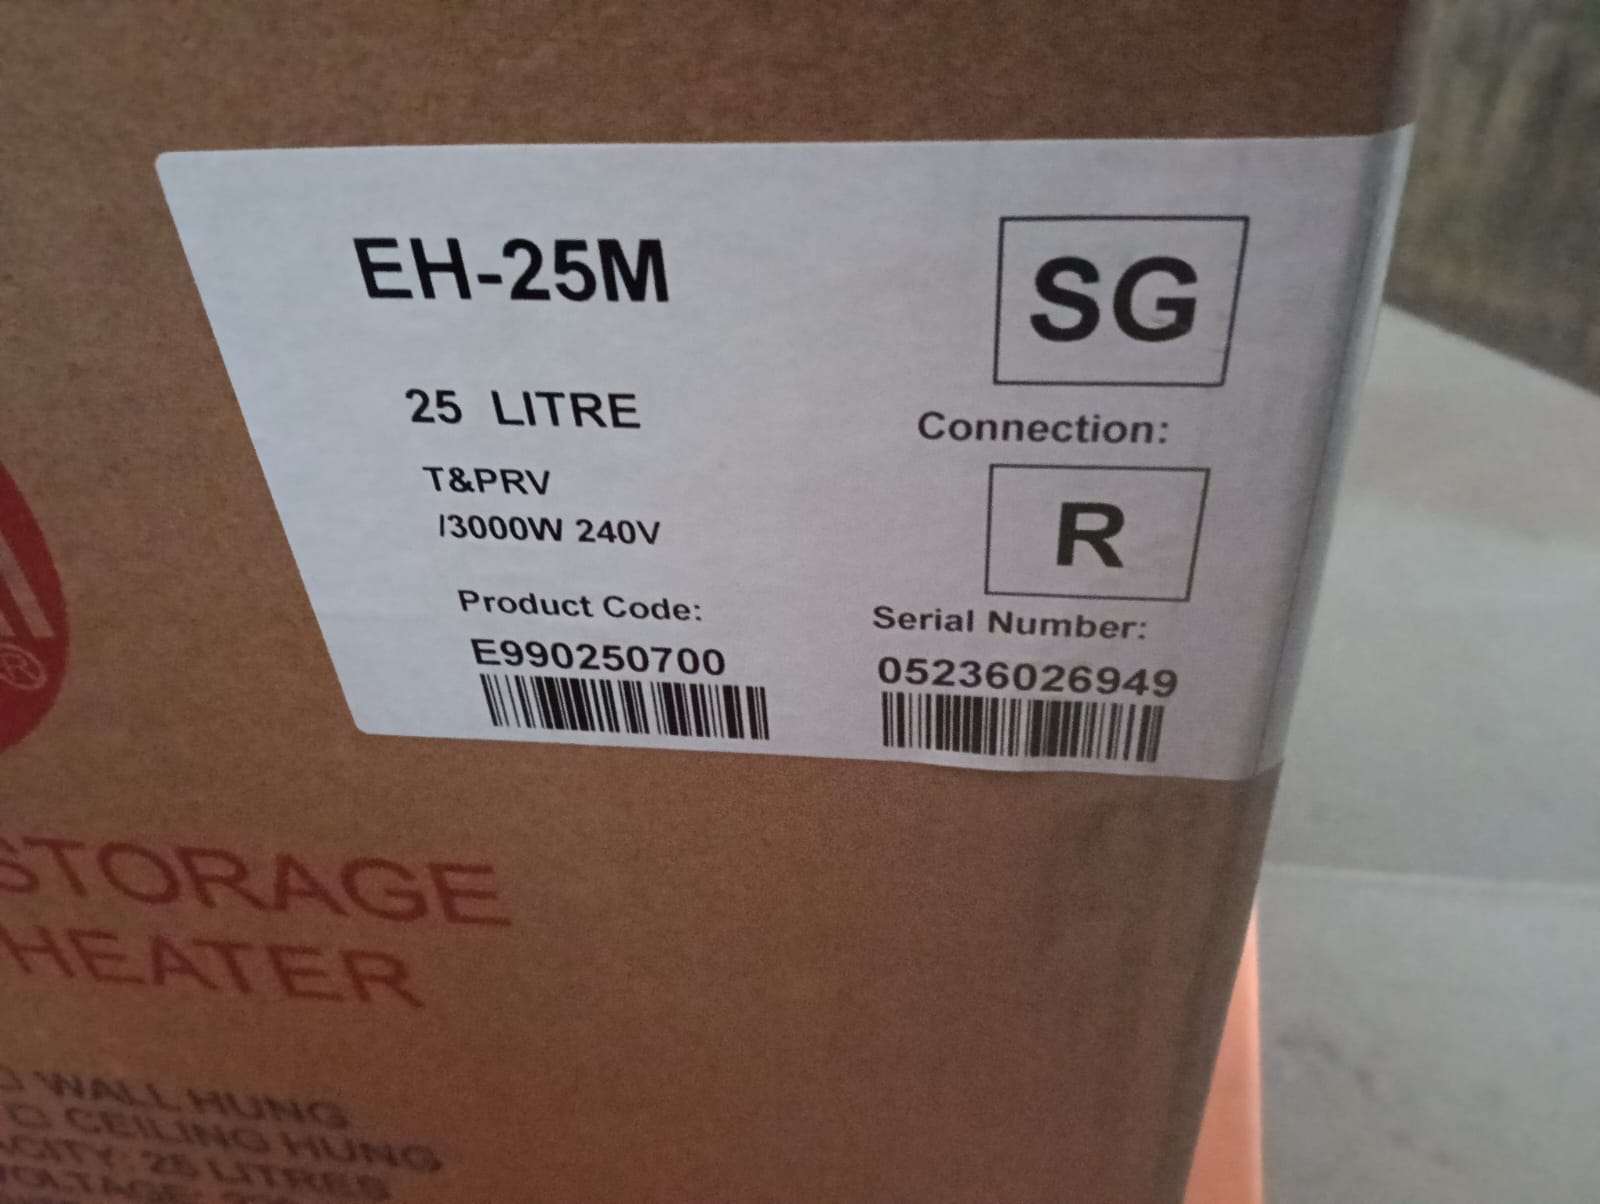 EH-25M
SG
25 LITRE
Connection:
T&PRV
/3000W 240V
R
Product Code:
E990250700
Serial Number:
05236026949
®
STORAGE
HEATER
WALL HUNG
CEILING HUNG
25 LITRES
VOLTAGE: